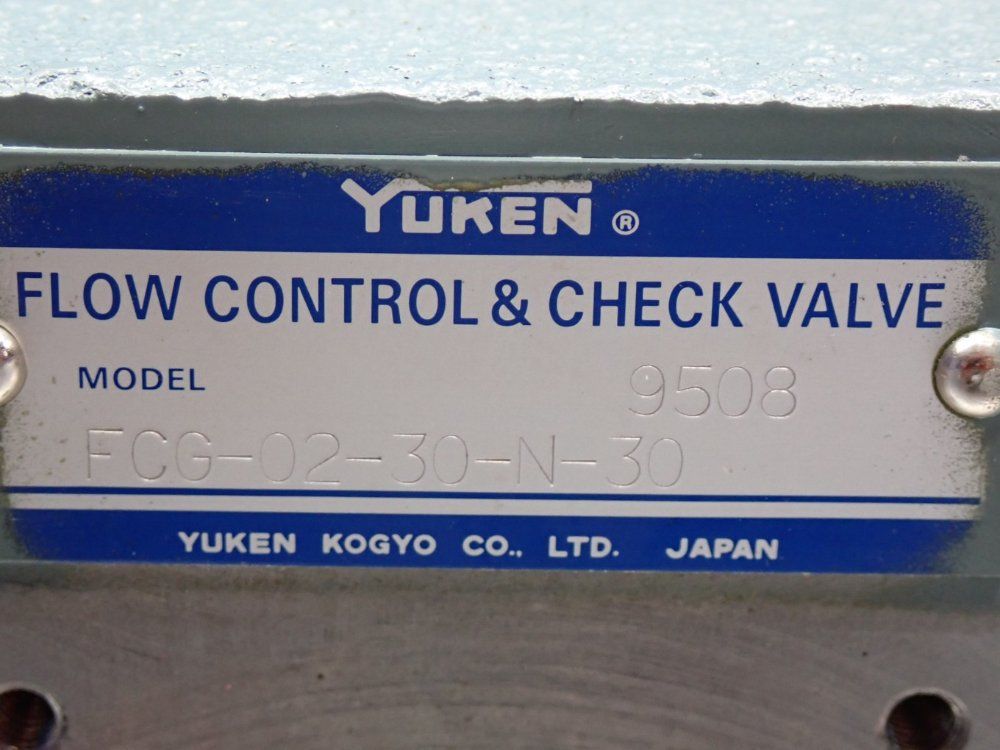 YUKEN ®
FLOW CONTROL & CHECK VALVE
MODEL 9508
FCG-02-30-N-30
YUKEN KOGYO CO., LTD. JAPAN